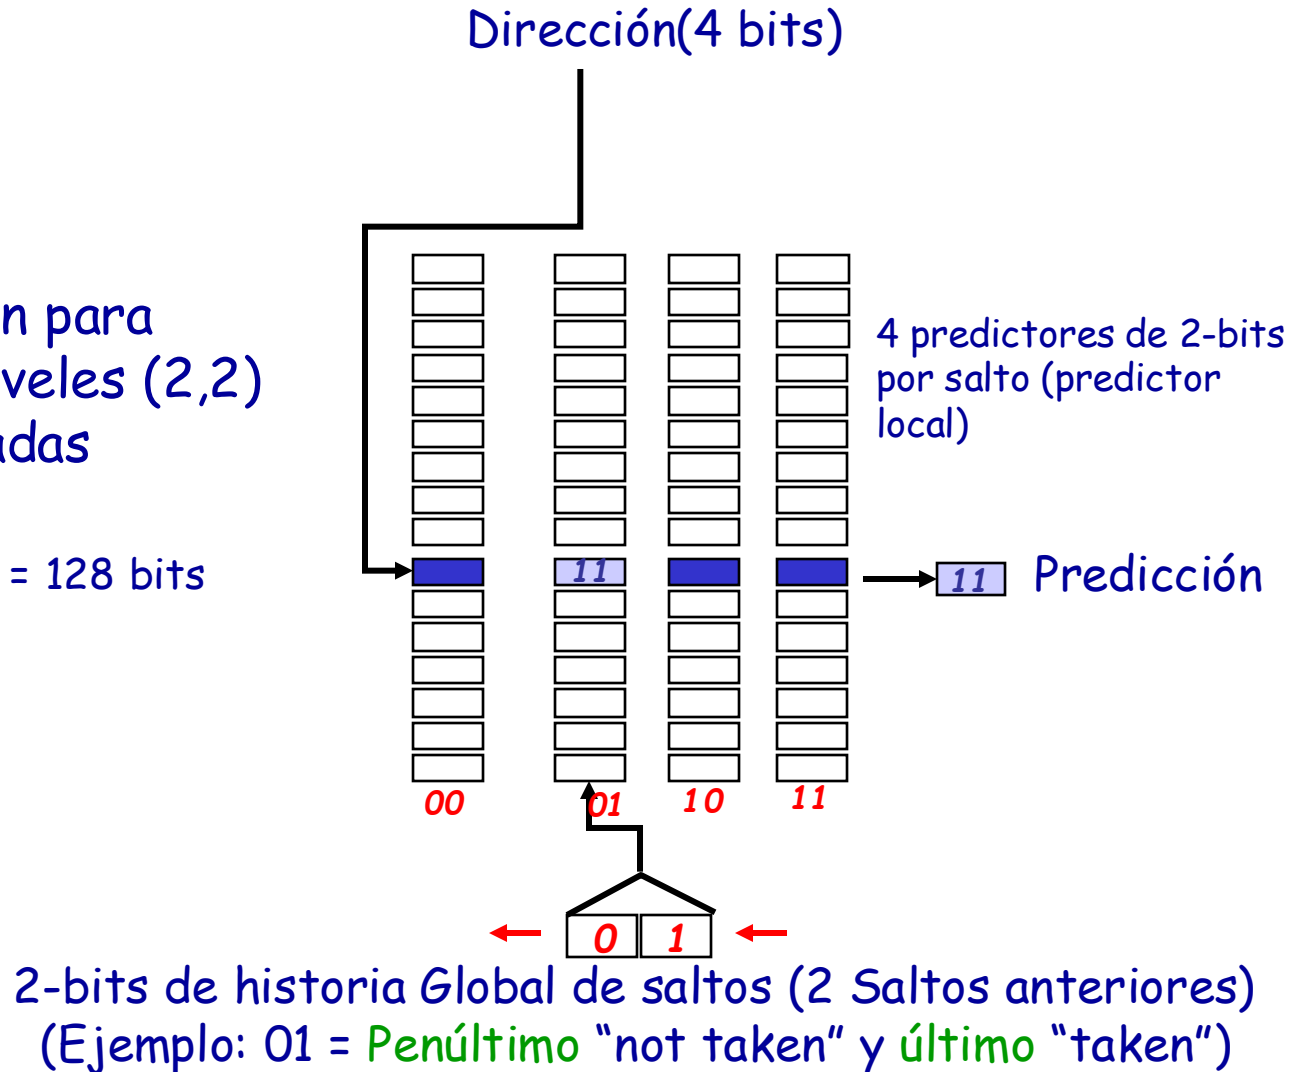 Dirección(4 bits)
n para
veles (2,2)
adas
= 128 bits
4 predictores de 2-bits
por salto (predictor
local)
11
11
Predicción
00
01
10
11
0 1
2-bits de historia Global de saltos (2 Saltos anteriores)
(Ejemplo: 01 = Penúltimo “not taken” y último “taken”)